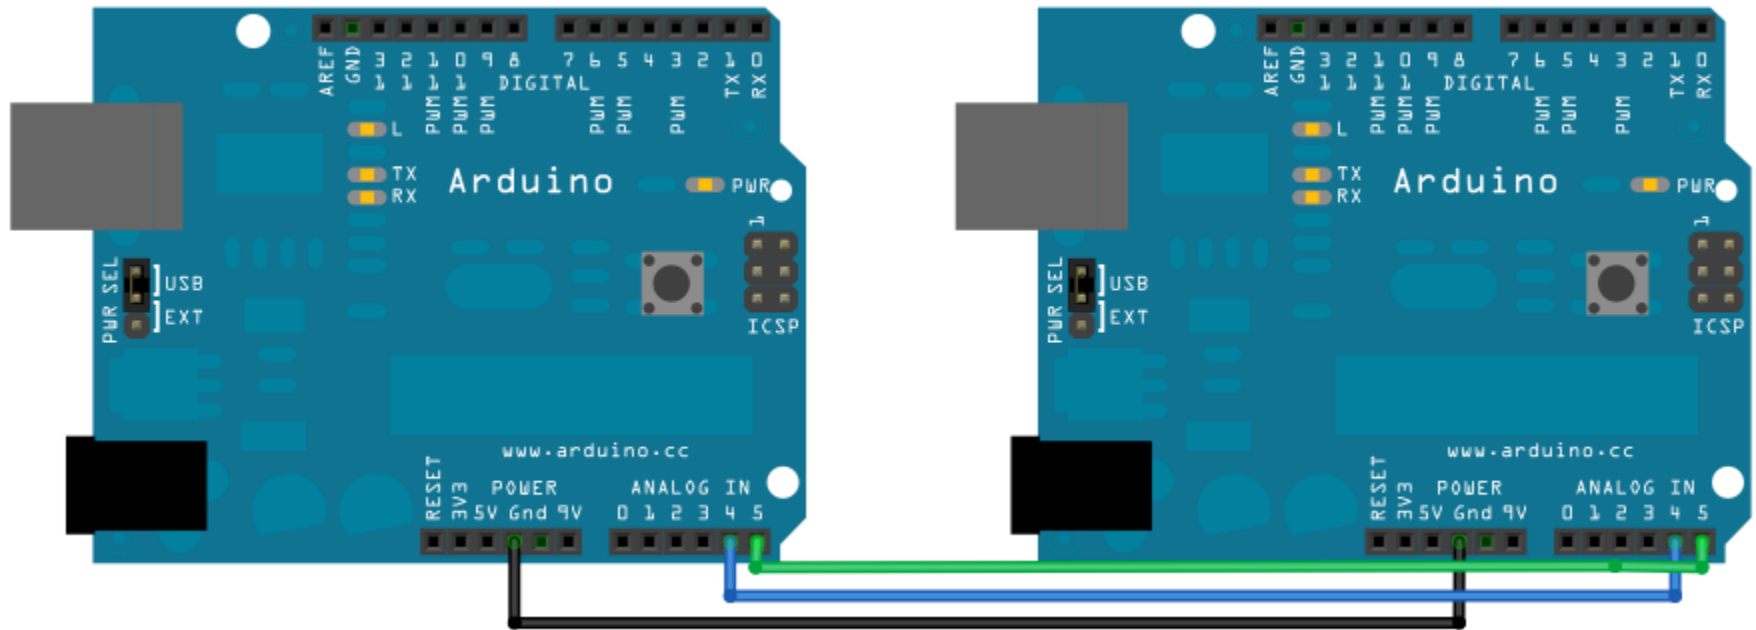 AREF GND 13 12 11 10 9 8 7 6 5 4 3 2 TX 1 RX 0
DIGITAL
PWM PWM PWM PWM PWM PWM
L
TX
RX
Arduino
PWR
1
ICSP
PWR SEL
USB
EXT
www.arduino.cc
RESET 3V3
POWER
5V Gnd 9V
ANALOG IN
0 1 2 3 4 5
AREF GND 13 12 11 10 9 8 7 6 5 4 3 2 TX 1 RX 0
DIGITAL
PWM PWM PWM PWM PWM PWM
L
TX
RX
Arduino
PWR
1
ICSP
PWR SEL
USB
EXT
www.arduino.cc
RESET 3V3
POWER
5V Gnd 9V
ANALOG IN
0 1 2 3 4 5